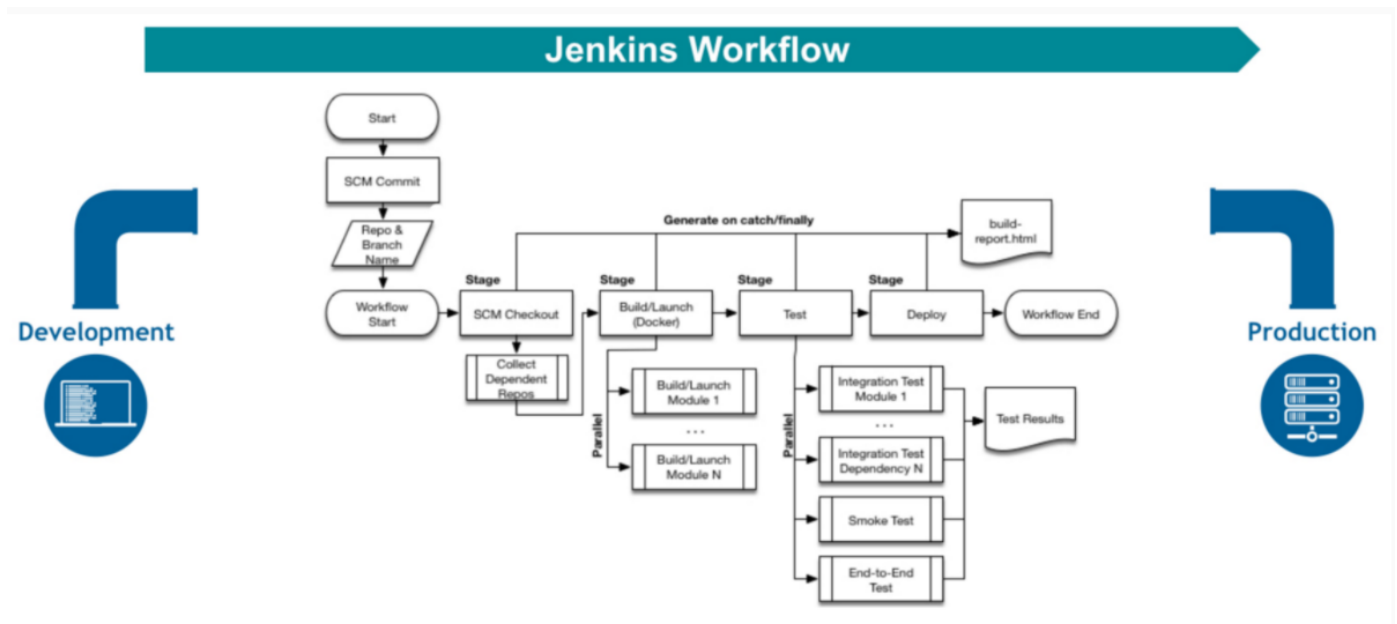 Jenkins Workflow
Start
SCM Commit
Repo &
Branch
Name
Generate on catch/finally
build-
report.html
Development
Workflow
Start
Stage
SCM Checkout
Collect
Dependent
Repos
Stage
Build/Launch
(Docker)
Parallel
Build/Launch
Module 1
...
Build/Launch
Module N
Stage
Test
Parallel
Integration Test
Module 1
...
Integration Test
Dependency N
Smoke Test
End-to-End
Test
Test Results
Stage
Deploy
Workflow End
Production